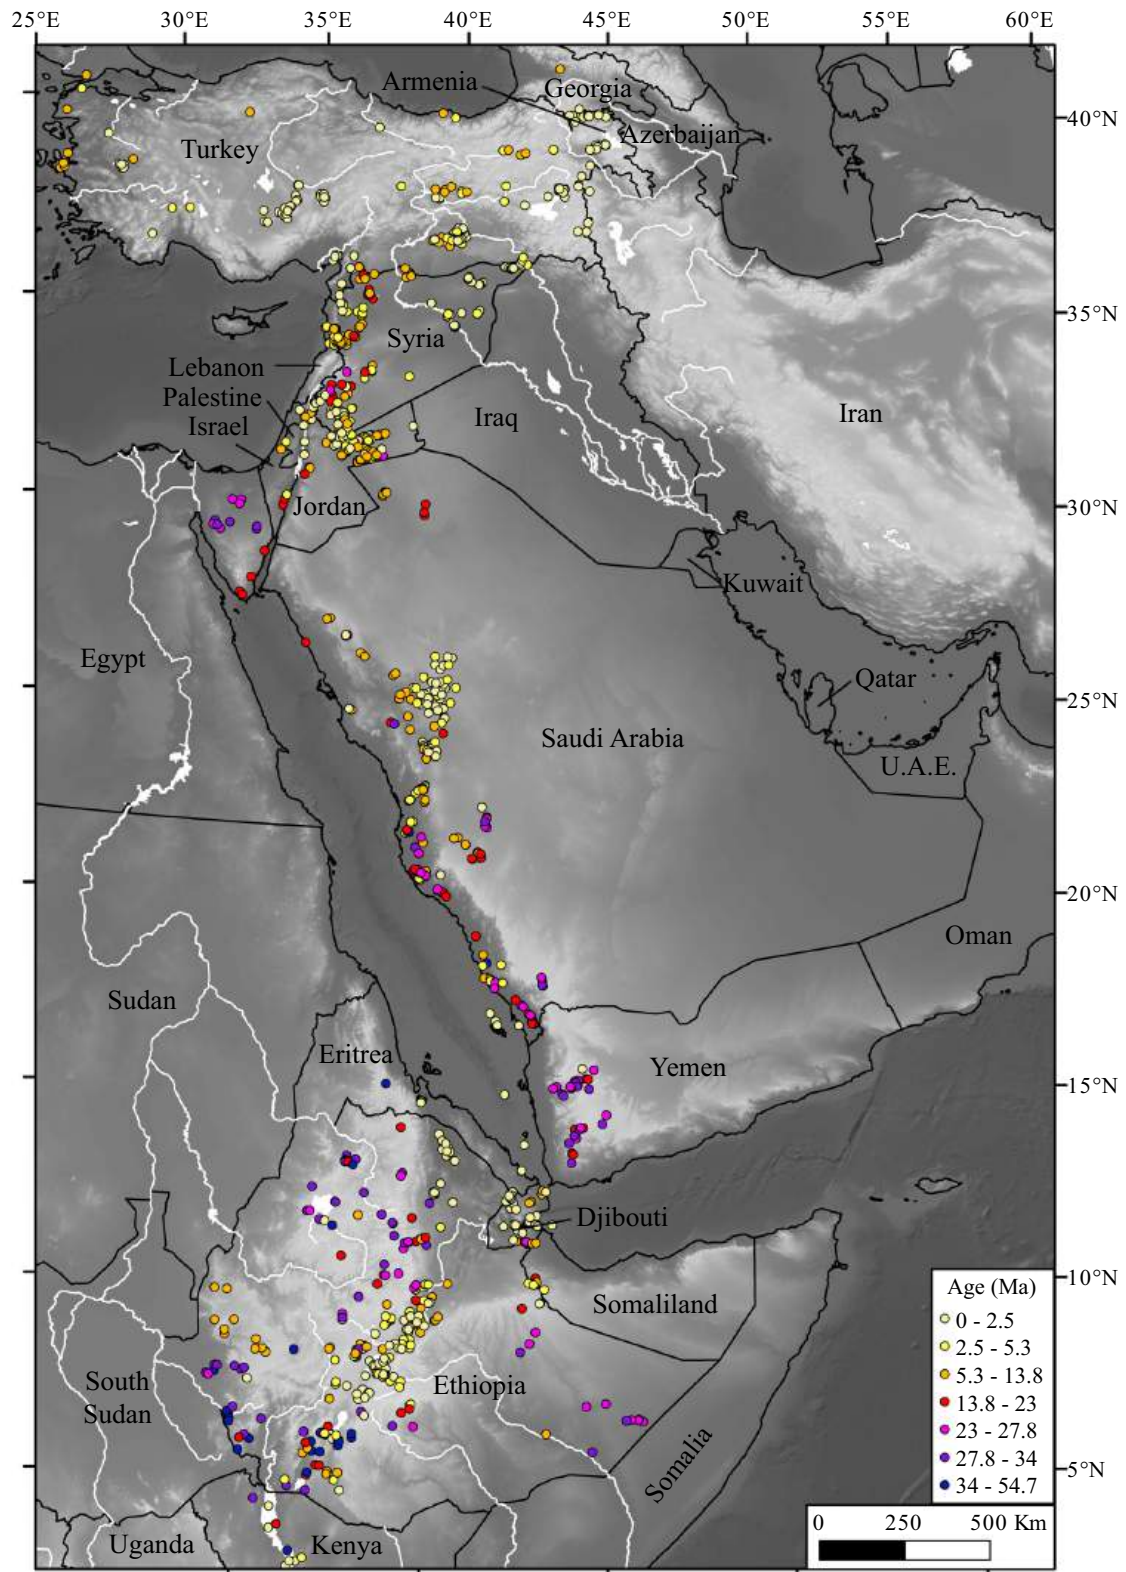 25°E 30°E 35°E 40°E 45°E 50°E 55°E 60°E
Armenia
Georgia
40°N
Azerbaijan
Turkey
35°N
Syria
Lebanon
Palestine
Israel
Iraq
Iran
Jordan
30°N
Kuwait
Egypt
Qatar
25°N
Saudi Arabia
U.A.E.
20°N
Oman
Sudan
Eritrea
Yemen
15°N
Djibouti
10°N
Somaliland
South
Sudan
Ethiopia
Somalia
5°N
Uganda
Kenya
Age (Ma)
0 - 2.5
2.5 - 5.3
5.3 - 13.8
13.8 - 23
23 - 27.8
27.8 - 34
34 - 54.7
0 250 500 Km